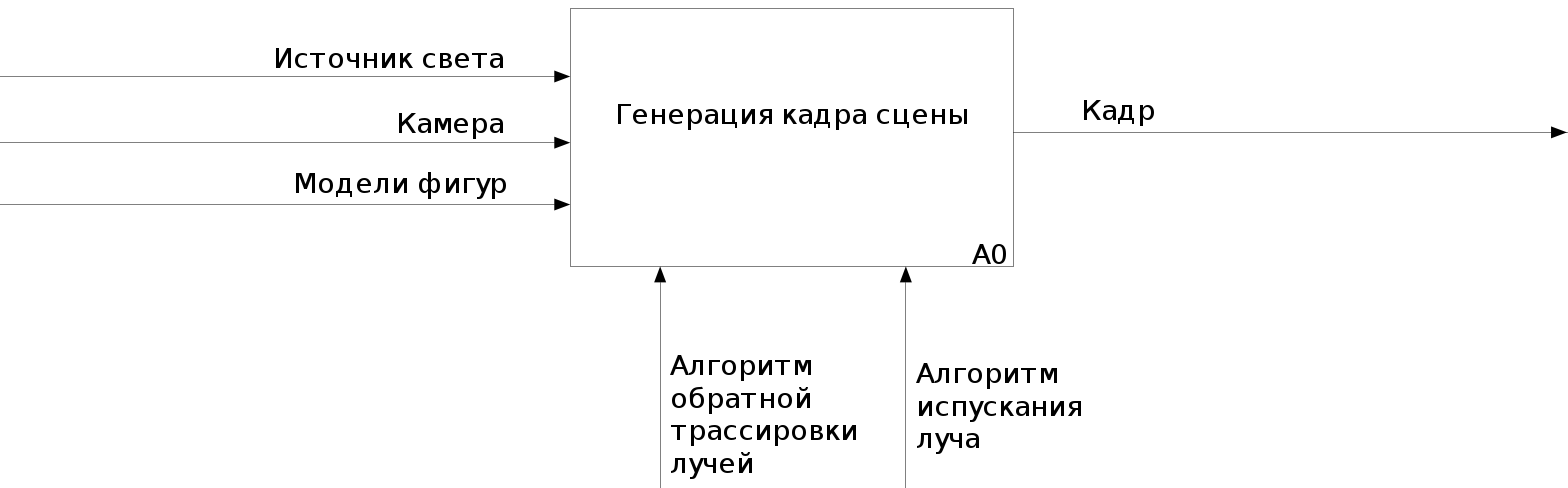 Источник света
Камера
Модели фигур
Генерация кадра сцены
A0
Кадр
Алгоритм
обратной
трассировки
лучей
Алгоритм
испускания
луча